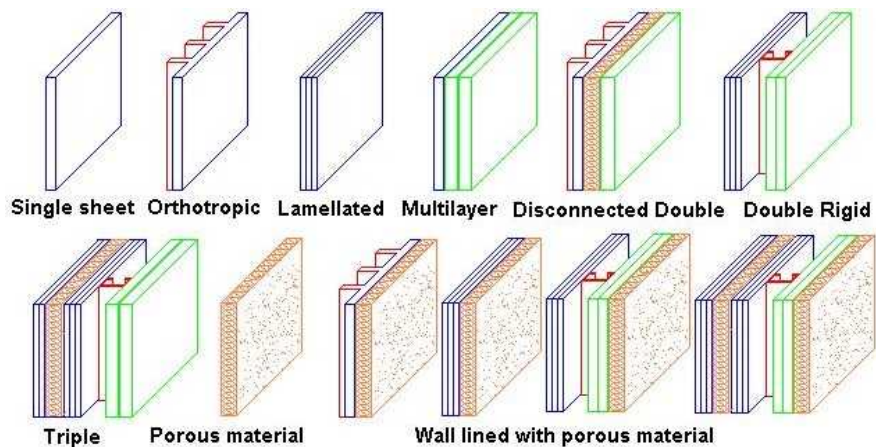 Single sheet Orthotropic Lamellated Multilayer Disconnected Double Double Rigid
Triple Porous material Wall lined with porous material